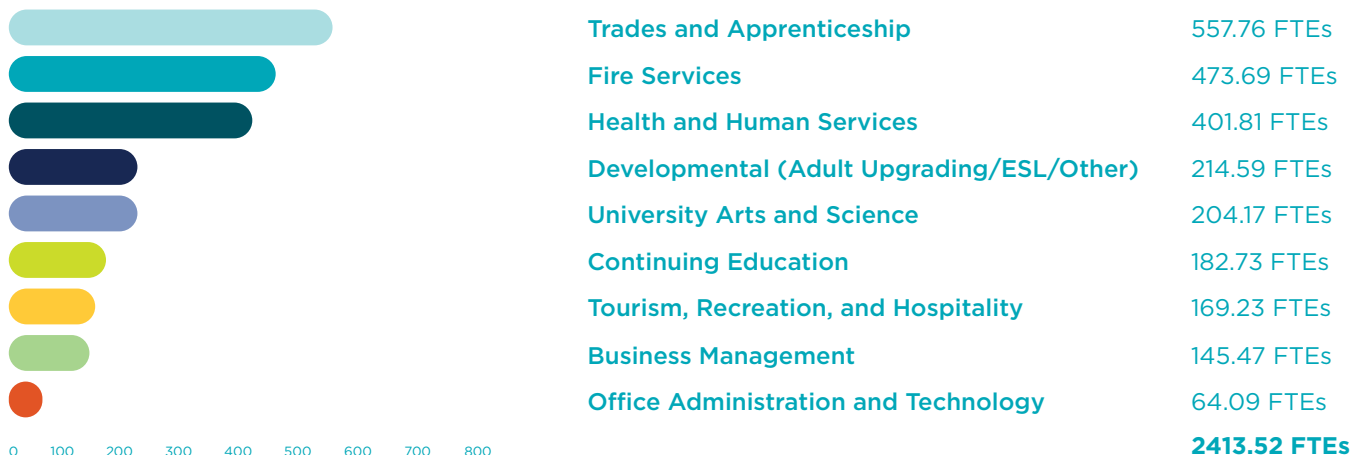 Trades and Apprenticeship 557.76 FTEs
Fire Services 473.69 FTEs
Health and Human Services 401.81 FTEs
Developmental (Adult Upgrading/ESL/Other) 214.59 FTEs
University Arts and Science 204.17 FTEs
Continuing Education 182.73 FTEs
Tourism, Recreation, and Hospitality 169.23 FTEs
Business Management 145.47 FTEs
Office Administration and Technology 64.09 FTEs
0 100 200 300 400 500 600 700 800 2413.52 FTEs